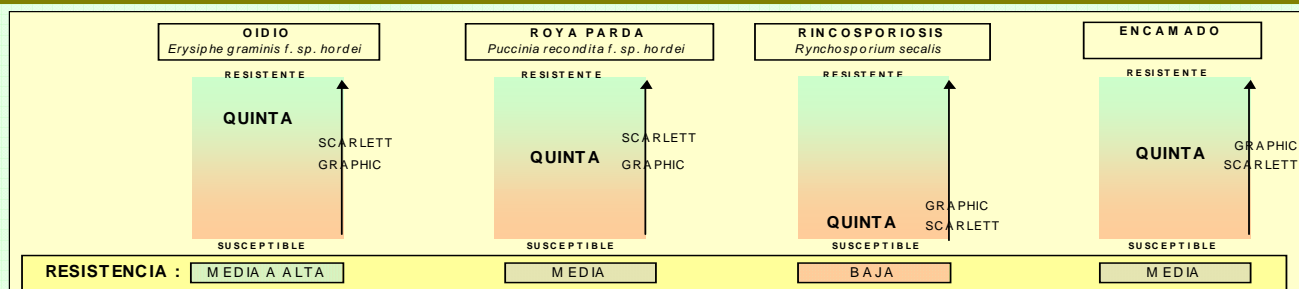 OIDIO
Erysiphe graminis f. sp. hordei
RESISTENTE
QUINTA
SCARLETT
GRAPHIC
SUSCEPTIBLE
ROYA PARDA
Puccinia recondita f. sp. hordei
RESISTENTE
SCARLETT
QUINTA
GRAPHIC
SUSCEPTIBLE
RINCOSPORIOSIS
Rynchosporium secalis
RESISTENTE
GRAPHIC
QUINTA
SCARLETT
SUSCEPTIBLE
ENCAMADO
RESISTENTE
GRAPHIC
QUINTA
SCARLETT
SUSCEPTIBLE
RESISTENCIA : MEDIA A ALTA MEDIA BAJA MEDIA